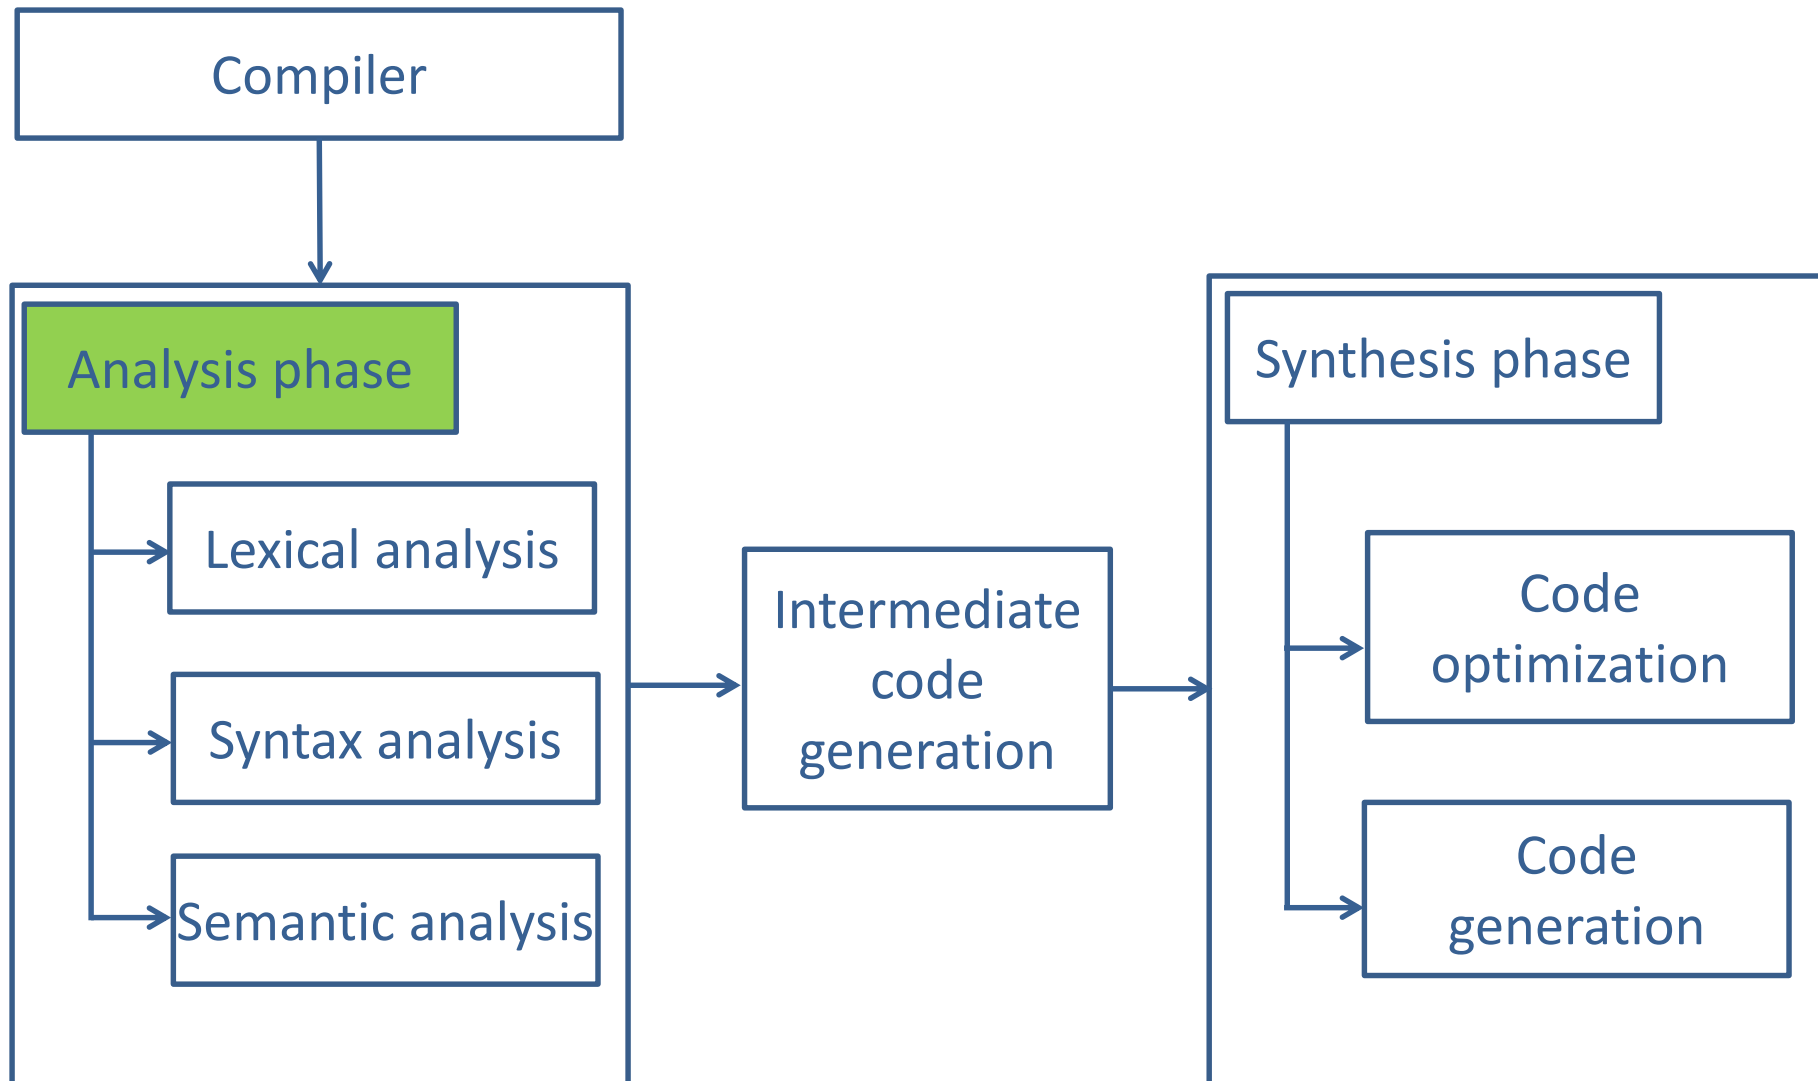 Compiler
Analysis phase
Lexical analysis
Syntax analysis
Semantic analysis
Intermediate
code
generation
Synthesis phase
Code
optimization
Code
generation